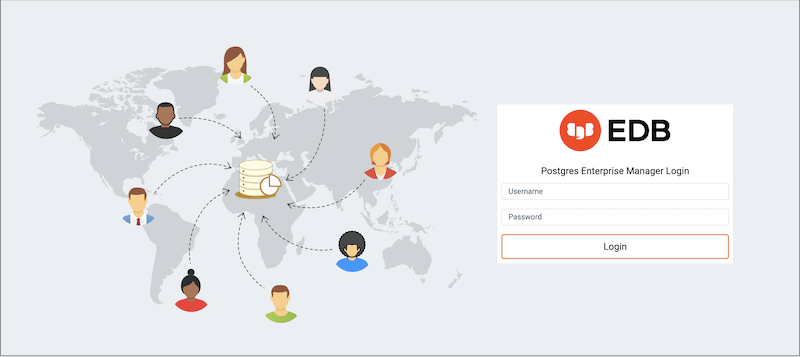 EDB
Postgres Enterprise Manager Login
Username
Password
Login